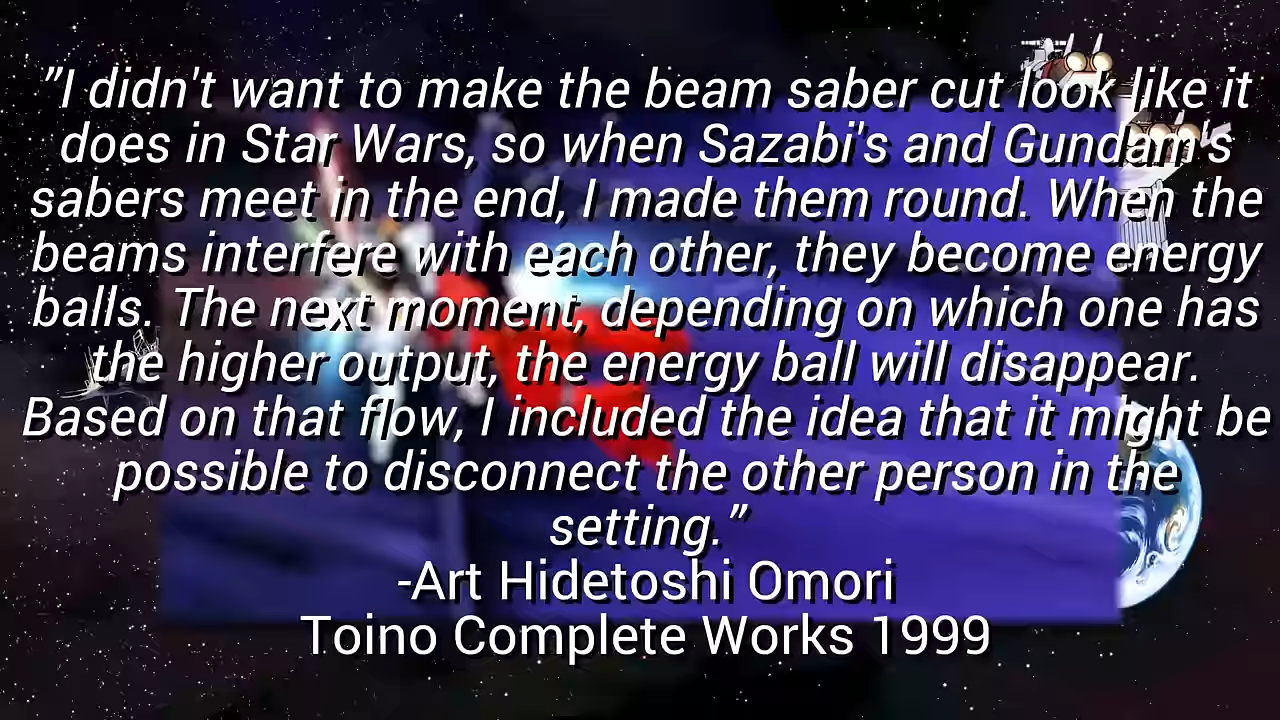 "I didn't want to make the beam saber cut look like it
does in Star Wars, so when Sazabi's and Gundam's
sabers meet in the end, I made them round. When the
beams interfere with each other, they become energy
balls. The next moment, depending on which one has
the higher output, the energy ball will disappear.
Based on that flow, I included the idea that it might be
possible to disconnect the other person in the
setting."
-Art Hidetoshi Omori
Toino Complete Works 1999